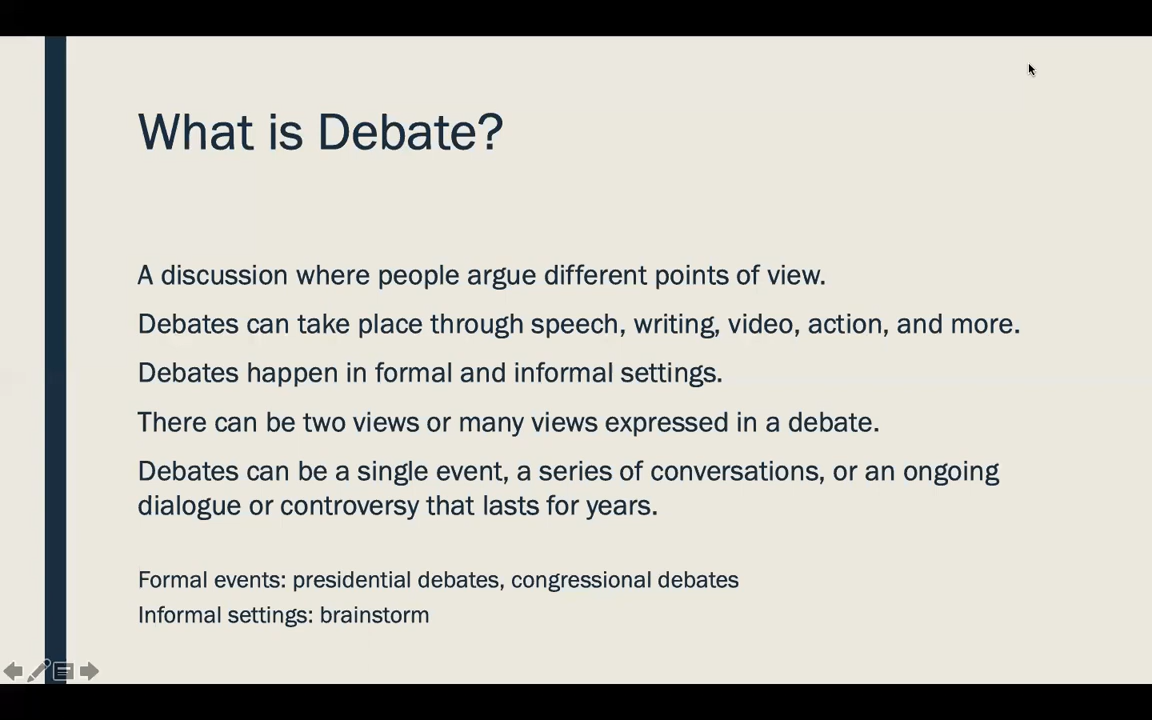 What is Debate?
A discussion where people argue different points of view.
Debates can take place through speech, writing, video, action, and more.
Debates happen in formal and informal settings.
There can be two views or many views expressed in a debate.
Debates can be a single event, a series of conversations, or an ongoing
dialogue or controversy that lasts for years.
Formal events: presidential debates, congressional debates
Informal settings: brainstorm